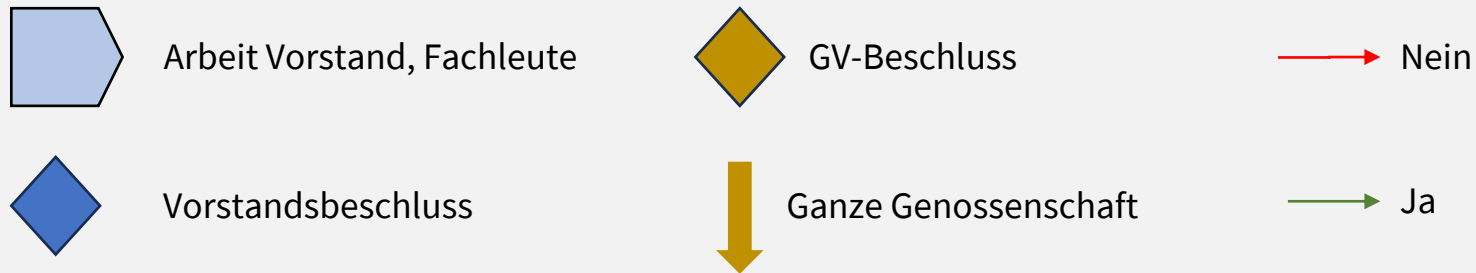 Arbeit Vorstand, Fachleute
GV-Beschluss
Nein
Vorstandsbeschluss
Ganze Genossenschaft
Ja